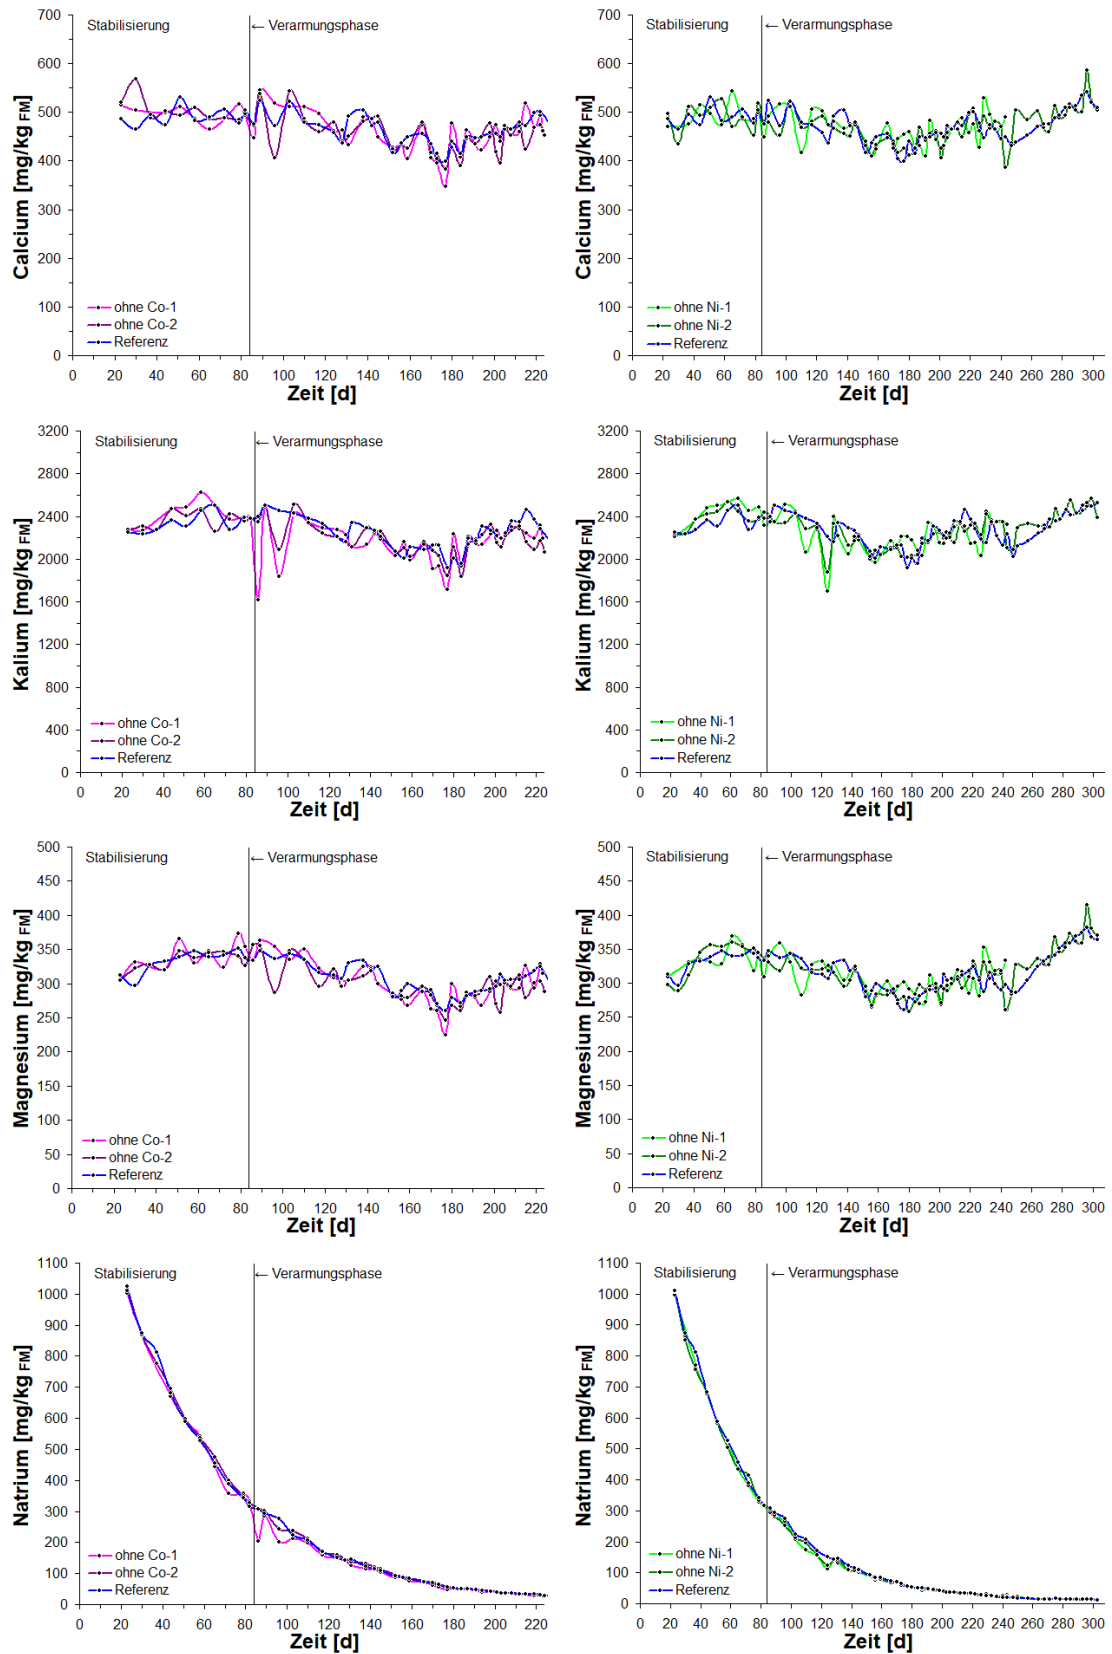 Calcium [mg/kg FM]
700
600
500
400
300
200
100
0
Stabilisierung
← Verarmungsphase
ohne Co-1
ohne Co-2
Referenz
0 20 40 60 80 100 120 140 160 180 200 220
Zeit [d]
Calcium [mg/kg FM]
700
600
500
400
300
200
100
0
Stabilisierung
← Verarmungsphase
ohne Ni-1
ohne Ni-2
Referenz
0 20 40 60 80 100 120 140 160 180 200 220 240 260 280 300
Zeit [d]
Kalium [mg/kg FM]
3200
2800
2400
2000
1600
1200
800
400
0
Stabilisierung
← Verarmungsphase
ohne Co-1
ohne Co-2
Referenz
0 20 40 60 80 100 120 140 160 180 200 220
Zeit [d]
Kalium [mg/kg FM]
3200
2800
2400
2000
1600
1200
800
400
0
Stabilisierung
← Verarmungsphase
ohne Ni-1
ohne Ni-2
Referenz
0 20 40 60 80 100 120 140 160 180 200 220 240 260 280 300
Zeit [d]
Magnesium [mg/kg FM]
500
450
400
350
300
250
200
150
100
50
0
Stabilisierung
← Verarmungsphase
ohne Co-1
ohne Co-2
Referenz
0 20 40 60 80 100 120 140 160 180 200 220
Zeit [d]
Magnesium [mg/kg FM]
500
450
400
350
300
250
200
150
100
50
0
Stabilisierung
← Verarmungsphase
ohne Ni-1
ohne Ni-2
Referenz
0 20 40 60 80 100 120 140 160 180 200 220 240 260 280 300
Zeit [d]
Natrium [mg/kg FM]
1100
1000
900
800
700
600
500
400
300
200
100
0
Stabilisierung
← Verarmungsphase
ohne Co-1
ohne Co-2
Referenz
0 20 40 60 80 100 120 140 160 180 200 220
Zeit [d]
Natrium [mg/kg FM]
1100
1000
900
800
700
600
500
400
300
200
100
0
Stabilisierung
← Verarmungsphase
ohne Ni-1
ohne Ni-2
Referenz
0 20 40 60 80 100 120 140 160 180 200 220 240 260 280 300
Zeit [d]